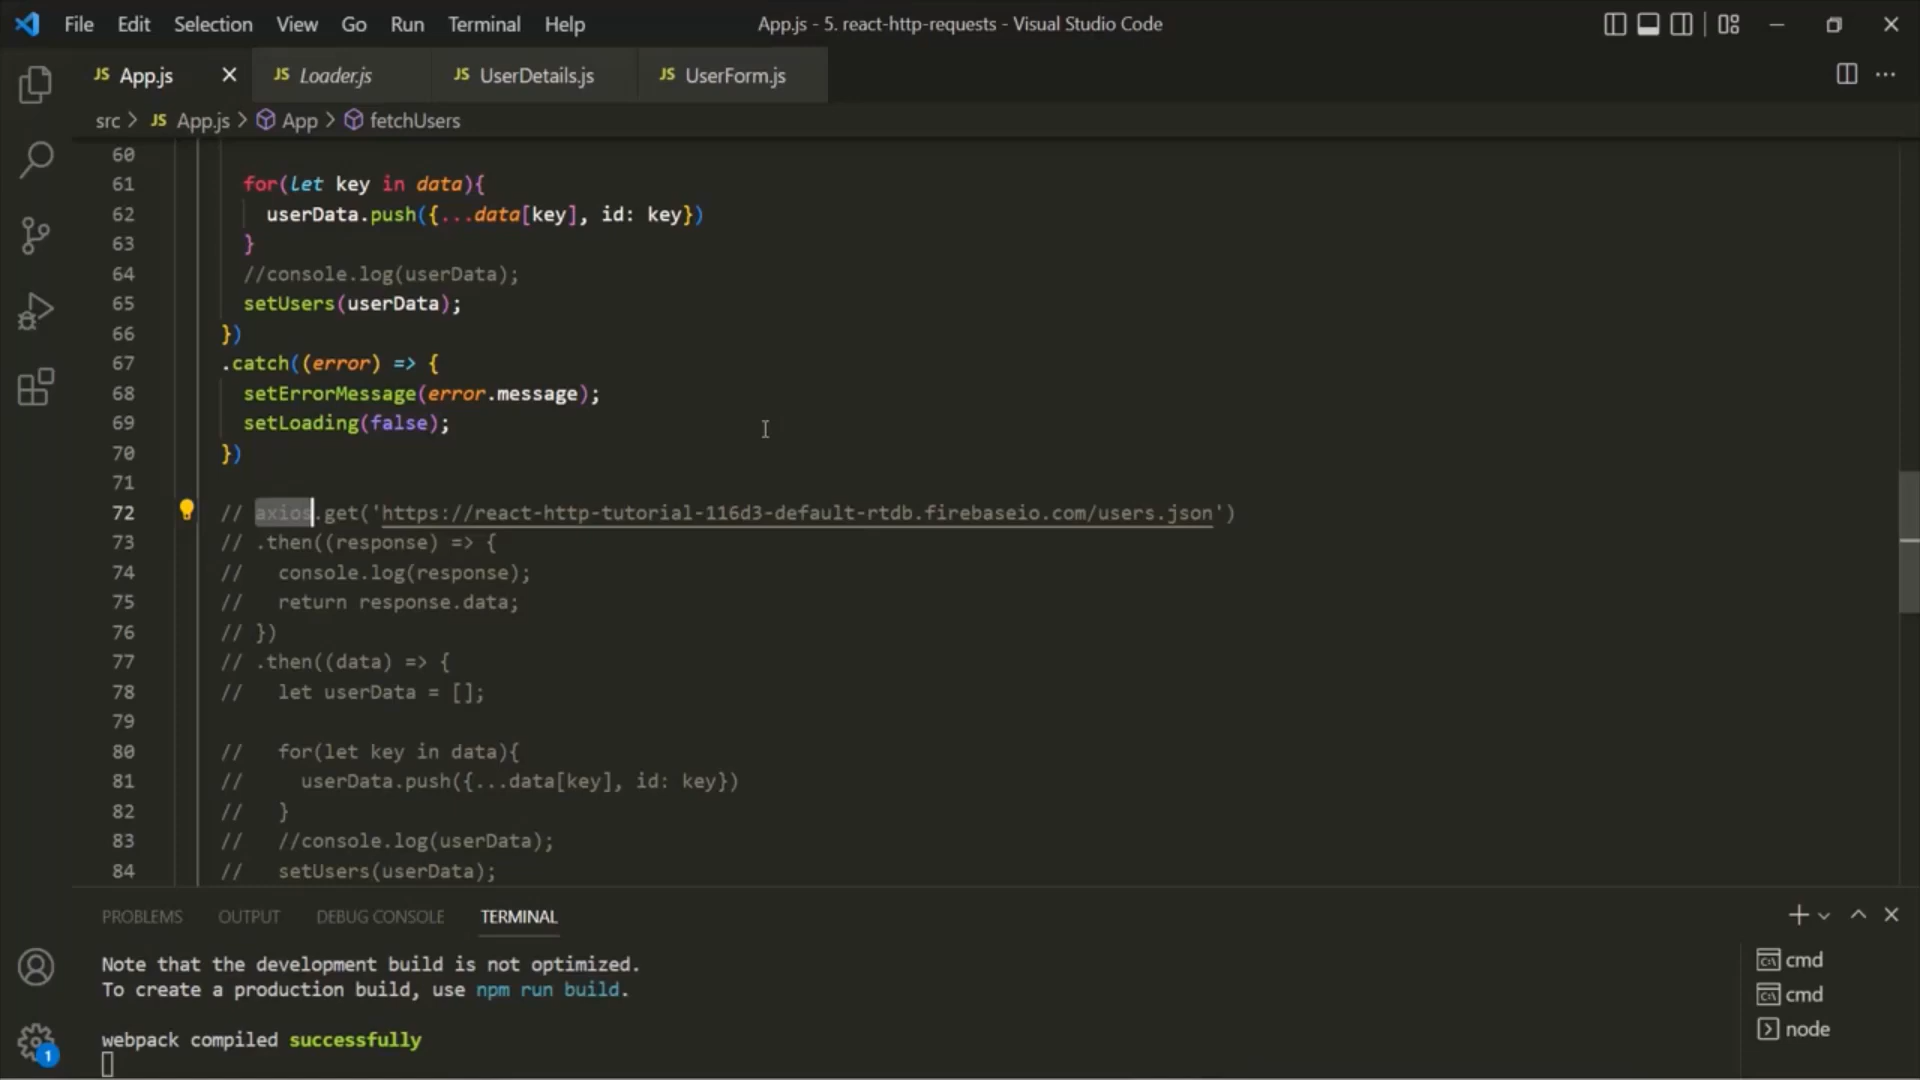 File Edit Selection View Go Run Terminal Help App.js - 5. react-http-requests - Visual Studio Code
JS App.js JS Loader.js JS UserDetails.js JS UserForm.js
src > JS App.js > App > fetchUsers
60
61 for(let key in data){
62 userData.push({...data[key], id: key})
63 }
64 //console.log(userData);
65 setUsers(userData);
66 })
67 .catch((error) => {
68 setErrorMessage(error.message);
69 setLoading(false);
70 })
71
72 // axios.get('https://react-http-tutorial-116d3-default-rtdb.firebaseio.com/users.json')
73 // .then((response) => {
74 // console.log(response);
75 // return response.data;
76 // })
77 // .then((data) => {
78 // let userData = [];
79
80 // for(let key in data){
81 // userData.push({...data[key], id: key})
82 // }
83 // //console.log(userData);
84 // setUsers(userData);
PROBLEMS OUTPUT DEBUG CONSOLE TERMINAL
Note that the development build is not optimized.
To create a production build, use npm run build.
webpack compiled successfully
cmd
cmd
node
1